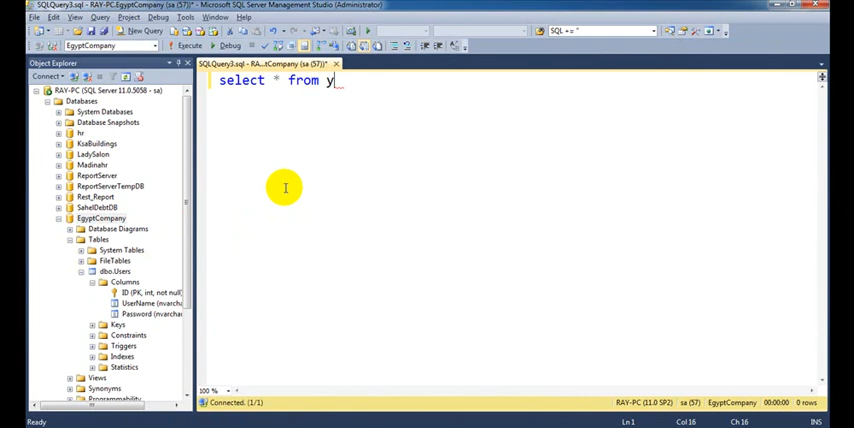 SQLQuery3.sql - RAY-PC.EgyptCompany (sa (57))* - Microsoft SQL Server Management Studio (Administrator)
File Edit View Query Project Debug Tools Window Help
New Query
SQL += "
EgyptCompany Execute Debug
Object Explorer
SQLQuery3.sql - RA...tCompany (sa (57))*
Connect
select * from y
RAY-PC (SQL Server 11.0.5058 - sa)
Databases
System Databases
Database Snapshots
hr
KsaBuildings
LadySalon
Madinahr
ReportServer
ReportServerTempDB
Rest_Report
SahelDebtDB
EgyptCompany
Database Diagrams
Tables
System Tables
FileTables
dbo.Users
Columns
ID (PK, int, not null)
UserName (nvarcha
Password (nvarcha
Keys
Constraints
Triggers
Indexes
Statistics
Views
Synonyms
Programmability
100 %
Connected. (1/1) RAY-PC (11.0 SP2) sa (57) EgyptCompany 00:00:00 0 rows
Ready Ln 1 Col 16 Ch 16 INS